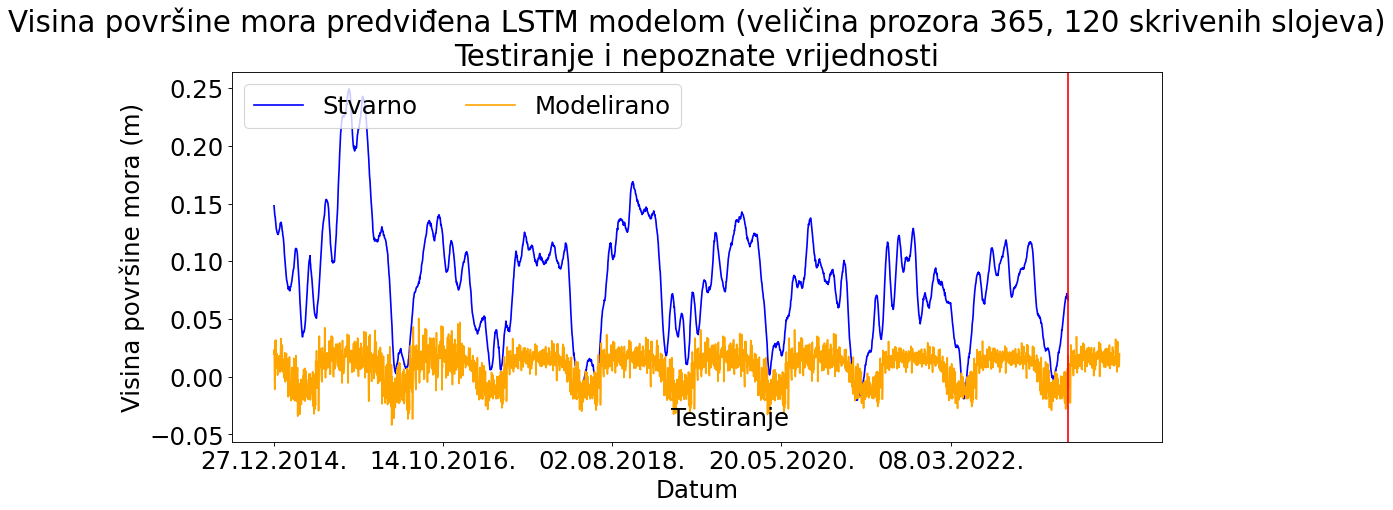 Visina površine mora predviđena LSTM modelom (veličina prozora 365, 120 skrivenih slojeva)
Testiranje i nepoznate vrijednosti
Stvarno
Modelirano
Visina površine mora (m)
0.25
0.20
0.15
0.10
0.05
0.00
−0.05
Testiranje
27.12.2014.
14.10.2016.
02.08.2018.
20.05.2020.
08.03.2022.
Datum